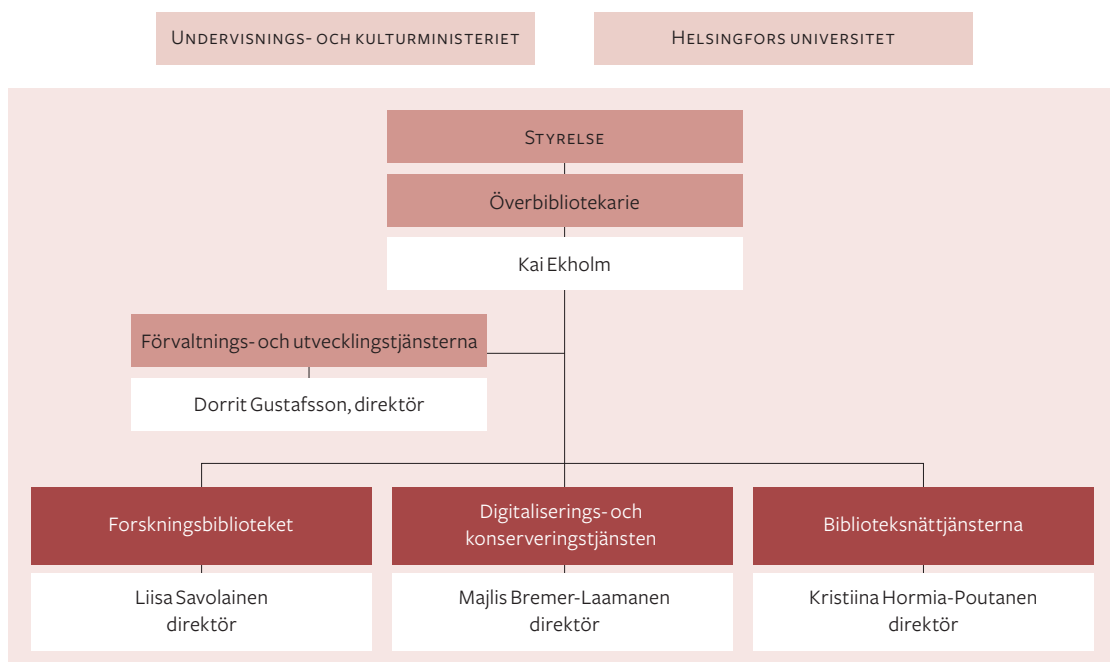 Undervisnings- och kulturministeriet
Helsingfors universitet
Styrelse
Överbibliotekarie
Kai Ekholm
Förvaltnings- och utvecklingstjänsterna
Dorrit Gustafsson, direktör
Forskningsbiblioteket
Liisa Savolainen
direktör
Digitaliserings- och
konserveringstjänsten
Majlis Bremer-Laamanen
direktör
Biblioteksnättjänsterna
Kristiina Hormia-Poutanen
direktör